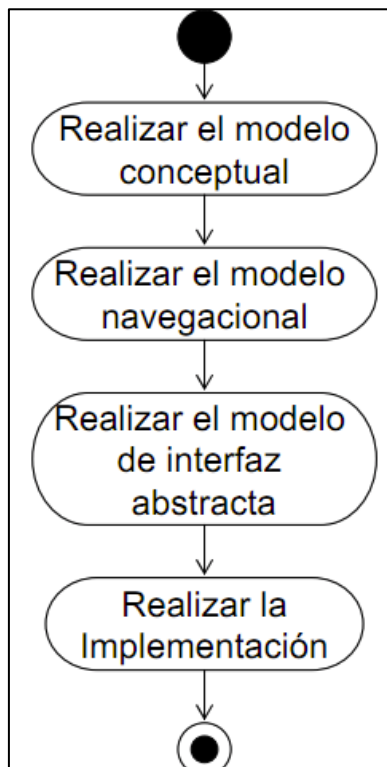 Realizar el modelo
conceptual
Realizar el modelo
navegacional
Realizar el modelo
de interfaz
abstracta
Realizar la
Implementación